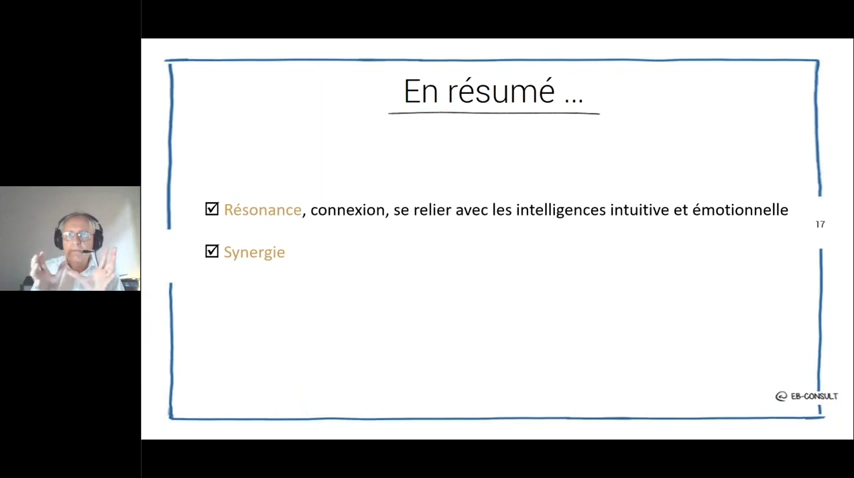 En résumé ...
Résonance, connexion, se relier avec les intelligences intuitive et émotionnelle
17
Synergie
@ EB-CONSULT